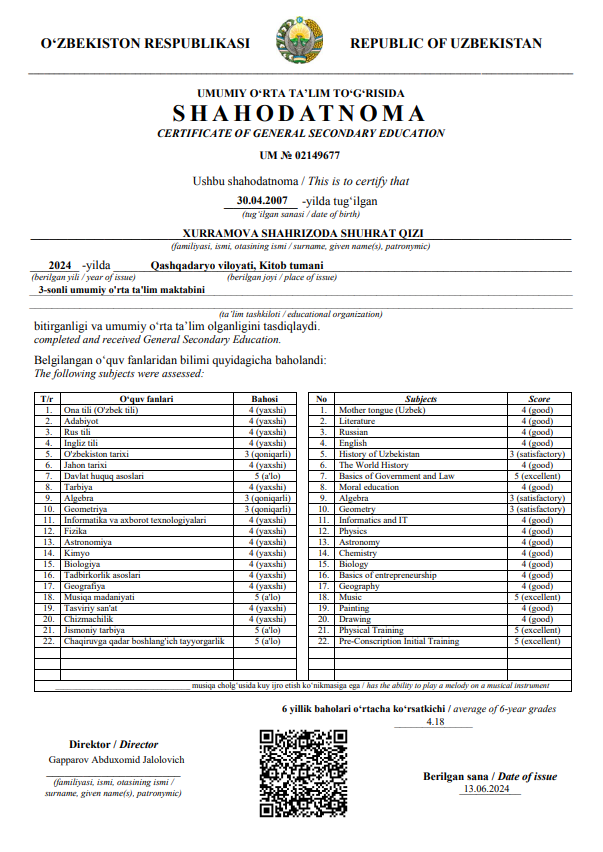 O‘ZBEKISTON RESPUBLIKASI
REPUBLIC OF UZBEKISTAN
UMUMIY O‘RTA TA’LIM TO‘G‘RISIDA
SHAHODATNOMA
CERTIFICATE OF GENERAL SECONDARY EDUCATION
UM № 02149677
Ushbu shahodatnoma / This is to certify that
30.04.2007 -yilda tug‘ilgan
(tug‘ilgan sanasi / date of birth)
XURRAMOVA SHAHRIZODA SHUHRAT QIZI
(familiyasi, ismi, otasining ismi / surname, given name(s), patronymic)
2024 -yilda Qashqadaryo viloyati, Kitob tumani
(berilgan yili / year of issue) (berilgan joyi / place of issue)
3-sonli umumiy o'rta ta'lim maktabini
(ta’lim tashkiloti / educational organization)
bitirganligi va umumiy o‘rta ta’lim olganligini tasdiqlaydi.
completed and received General Secondary Education.
Belgilangan o‘quv fanlaridan bilimi quyidagicha baholandi:
The following subjects were assessed:
T/r O‘quv fanlari Bahosi
1. Ona tili (O'zbek tili) 4 (yaxshi)
2. Adabiyot 4 (yaxshi)
3. Rus tili 4 (yaxshi)
4. Ingliz tili 4 (yaxshi)
5. O'zbekiston tarixi 3 (qoniqarli)
6. Jahon tarixi 4 (yaxshi)
7. Davlat huquq asoslari 5 (a'lo)
8. Tarbiya 4 (yaxshi)
9. Algebra 3 (qoniqarli)
10. Geometriya 3 (qoniqarli)
11. Informatika va axborot texnologiyalari 4 (yaxshi)
12. Fizika 4 (yaxshi)
13. Astronomiya 4 (yaxshi)
14. Kimyo 4 (yaxshi)
15. Biologiya 4 (yaxshi)
16. Tadbirkorlik asoslari 4 (yaxshi)
17. Geografiya 4 (yaxshi)
18. Musiqa madaniyati 5 (a'lo)
19. Tasviriy san'at 4 (yaxshi)
20. Chizmachilik 4 (yaxshi)
21. Jismoniy tarbiya 5 (a'lo)
22. Chaqiruvga qadar boshlang'ich tayyorgarlik 5 (a'lo)
No Subjects Score
1. Mother tongue (Uzbek) 4 (good)
2. Literature 4 (good)
3. Russian 4 (good)
4. English 4 (good)
5. History of Uzbekistan 3 (satisfactory)
6. The World History 4 (good)
7. Basics of Government and Law 5 (excellent)
8. Moral education 4 (good)
9. Algebra 3 (satisfactory)
10. Geometry 3 (satisfactory)
11. Informatics and IT 4 (good)
12. Physics 4 (good)
13. Astronomy 4 (good)
14. Chemistry 4 (good)
15. Biology 4 (good)
16. Basics of entrepreneurship 4 (good)
17. Geography 4 (good)
18. Music 5 (excellent)
19. Painting 4 (good)
20. Drawing 4 (good)
21. Physical Training 5 (excellent)
22. Pre-Conscription Initial Training 5 (excellent)
musiqa cholg‘usida kuy ijro etish ko‘nikmasiga ega / has the ability to play a melody on a musical instrument
6 yillik baholari o‘rtacha ko‘rsatkichi / average of 6-year grades
4.18
Direktor / Director
Gapparov Abduxomid Jalolovich
(familiyasi, ismi, otasining ismi /
surname, given name(s), patronymic)
Berilgan sana / Date of issue
13.06.2024